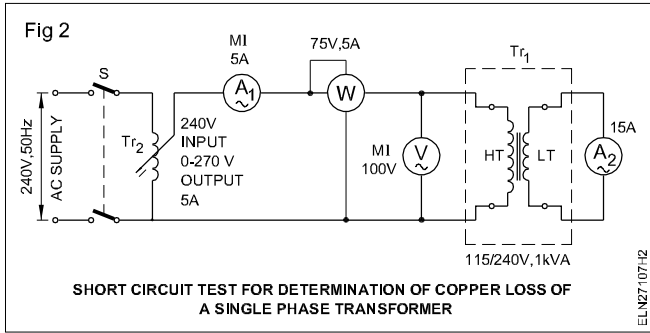 Fig 2
S
240V,50Hz
AC SUPPLY
Tr2
240V
INPUT
0-270 V
OUTPUT
5A
MI
5A
A1
75V,5A
W
MI
100V
V
Tr1
HT
LT
15A
A2
115/240V,1kVA
SHORT CIRCUIT TEST FOR DETERMINATION OF COPPER LOSS OF
A SINGLE PHASE TRANSFORMER
ELN27107H2